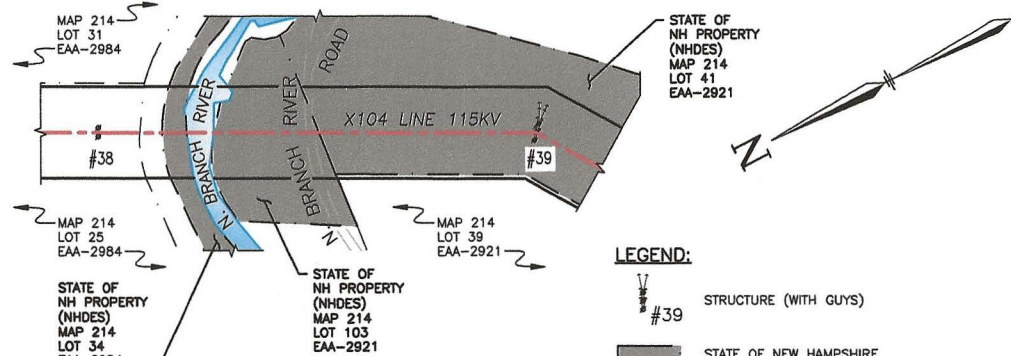 MAP 214
LOT 31
EAA-2984
STATE OF
NH PROPERTY
(NHDES)
MAP 214
LOT 41
EAA-2921
N
N. BRANCH RIVER
N. BRANCH RIVER ROAD
X104 LINE 115KV
#38
#39
MAP 214
LOT 25
EAA-2984
MAP 214
LOT 39
EAA-2921
STATE OF
NH PROPERTY
(NHDES)
MAP 214
LOT 34
EAA-2984
STATE OF
NH PROPERTY
(NHDES)
MAP 214
LOT 103
EAA-2921
LEGEND:
#39
STRUCTURE (WITH GUYS)
STATE OF NEW HAMPSHIRE